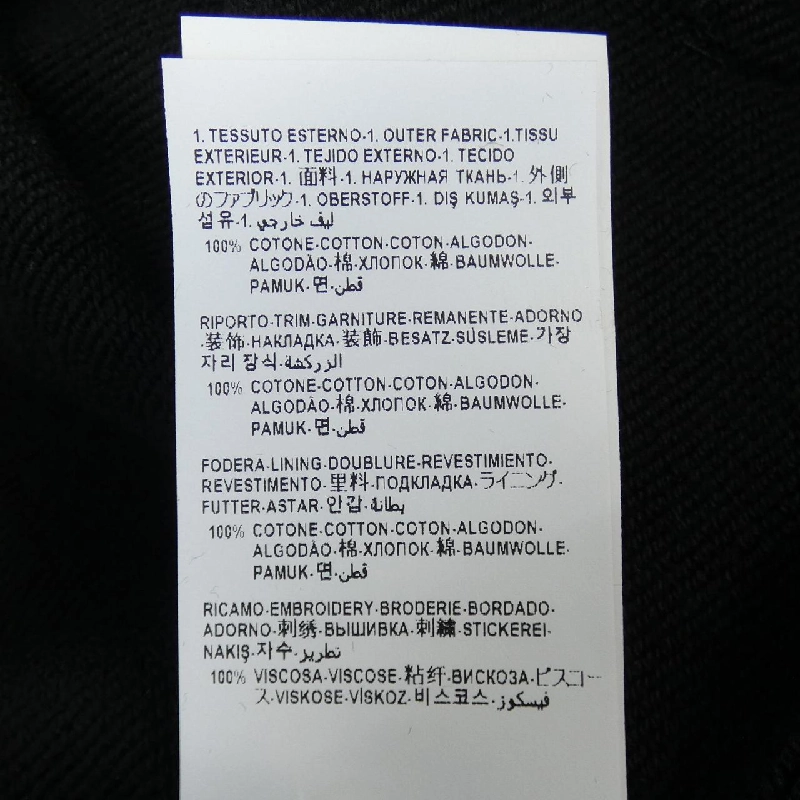 1. TESSUTO ESTERNO-1. OUTER FABRIC-1.TISSU
EXTERIEUR-1. TEJIDO EXTERNO-1. TECIDO
EXTERIOR-1. 面料-1. НАРУЖНАЯ ТКАНЬ-1. 外側
のファブリック-1. OBERSTOFF-1. DIŞ KUMAŞ-1. 외부
섬유-1. ليف خارجي
100% COTONE-COTTON-COTON-ALGODON-
ALGODÃO-棉-ХЛОПОК-綿-BAUMWOLLE-
PAMUK-면-قطن
RIPORTO-TRIM-GARNITURE-REMANENTE-ADORNO
-装饰-НАКЛАДКА-装飾-BESATZ-SÜSLEME-가장
자리 장식-الزركشة
100% COTONE-COTTON-COTON-ALGODON-
ALGODÃO-棉-ХЛОПОК-綿-BAUMWOLLE-
PAMUK-면-قطن
FODERA-LINING-DOUBLURE-REVESTIMIENTO-
REVESTIMENTO-里料-ПОДКЛАДКА-ライニング-
FUTTER-ASTAR-안감-بطانة
100% COTONE-COTTON-COTON-ALGODON-
ALGODÃO-棉-ХЛОПОК-綿-BAUMWOLLE-
PAMUK-면-قطن
RICAMO-EMBROIDERY-BRODERIE-BORDADO-
ADORNO-刺绣-ВЫШИВКА-刺繍-STICKEREI-
NAKIŞ-자수-تطريز
100% VISCOSA-VISCOSE-粘纤-ВИСКОЗА-ビスコー
ス-VISKOSE-VİSKOZ-비스코스-فيسكوز